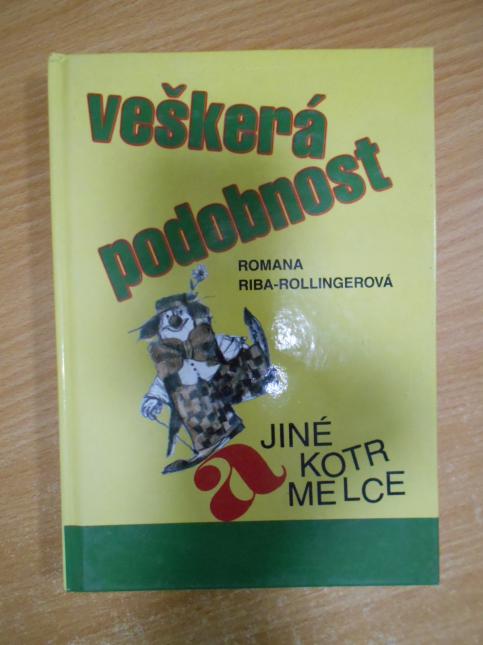 veškerá
podobnost
ROMANA
RIBA-ROLLINGEROVÁ
a JINÉ
KOTR
MELCE